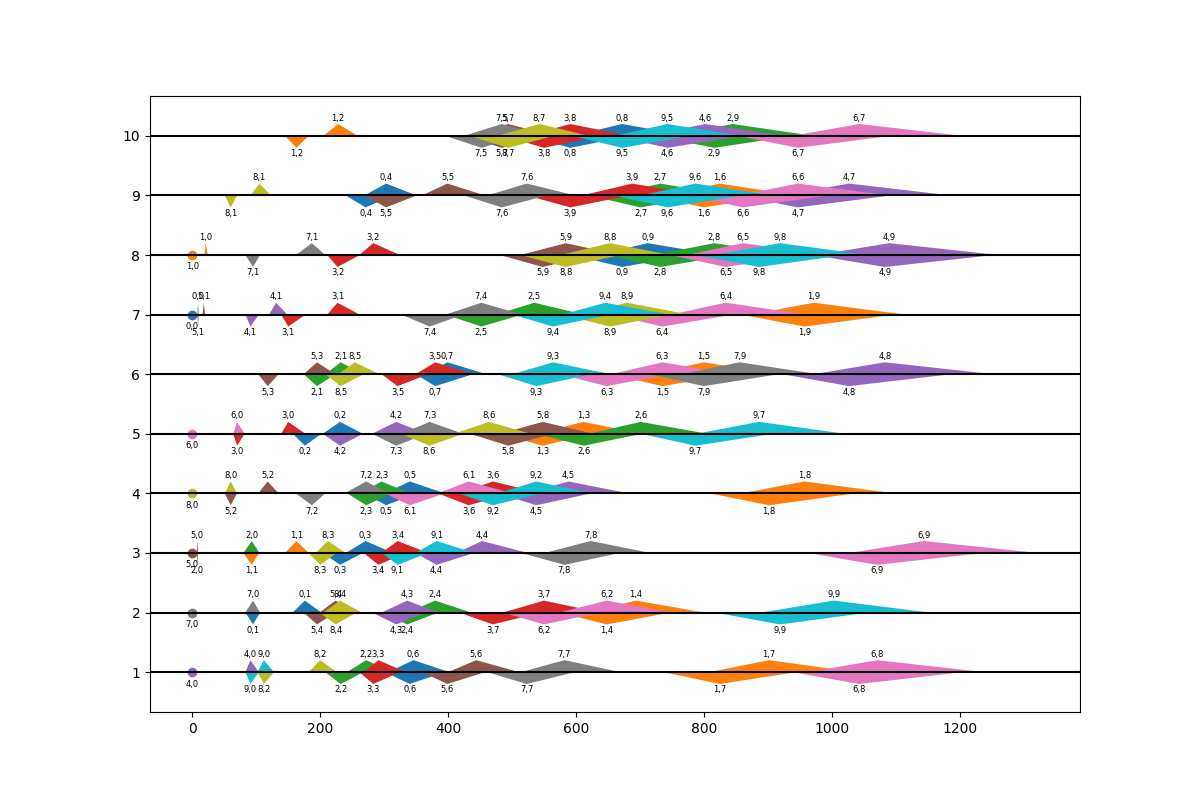 1,2 7,5 5,7 8,7 3,8 0,8 9,5 4,6 2,9 6,7
10
1,2 7,5 5,7 8,7 3,8 0,8 9,5 4,6 2,9 6,7
8,1 0,4 5,5 7,6 3,9 2,7 9,6 1,6 6,6 4,7
9
8,1 0,4 5,5 7,6 3,9 2,7 9,6 1,6 6,6 4,7
1,0 7,1 3,2 5,9 8,8 0,9 2,8 6,5 9,8 4,9
8
1,0 7,1 3,2 5,9 8,8 0,9 2,8 6,5 9,8 4,9
0,0 5,1 4,1 3,1 7,4 2,5 9,4 8,9 6,4 1,9
7
0,0 5,1 4,1 3,1 7,4 2,5 9,4 8,9 6,4 1,9
5,3 2,1 8,5 3,5 0,7 9,3 6,3 1,5 7,9 4,8
6
5,3 2,1 8,5 3,5 0,7 9,3 6,3 1,5 7,9 4,8
6,0 3,0 0,2 4,2 7,3 8,6 5,8 1,3 2,6 9,7
5
6,0 3,0 0,2 4,2 7,3 8,6 5,8 1,3 2,6 9,7
8,0 5,2 7,2 2,3 0,5 6,1 3,6 9,2 4,5 1,8
4
8,0 5,2 7,2 2,3 0,5 6,1 3,6 9,2 4,5 1,8
5,0 2,0 1,1 8,3 0,3 3,4 9,1 4,4 7,8 6,9
3
5,0 2,0 1,1 8,3 0,3 3,4 9,1 4,4 7,8 6,9
7,0 0,1 5,4 8,4 4,3 2,4 3,7 6,2 1,4 9,9
2
7,0 0,1 5,4 8,4 4,3 2,4 3,7 6,2 1,4 9,9
4,0 9,0 8,2 2,2 3,3 0,6 5,6 7,7 1,7 6,8
1
4,0 9,0 8,2 2,2 3,3 0,6 5,6 7,7 1,7 6,8
0 200 400 600 800 1000 1200